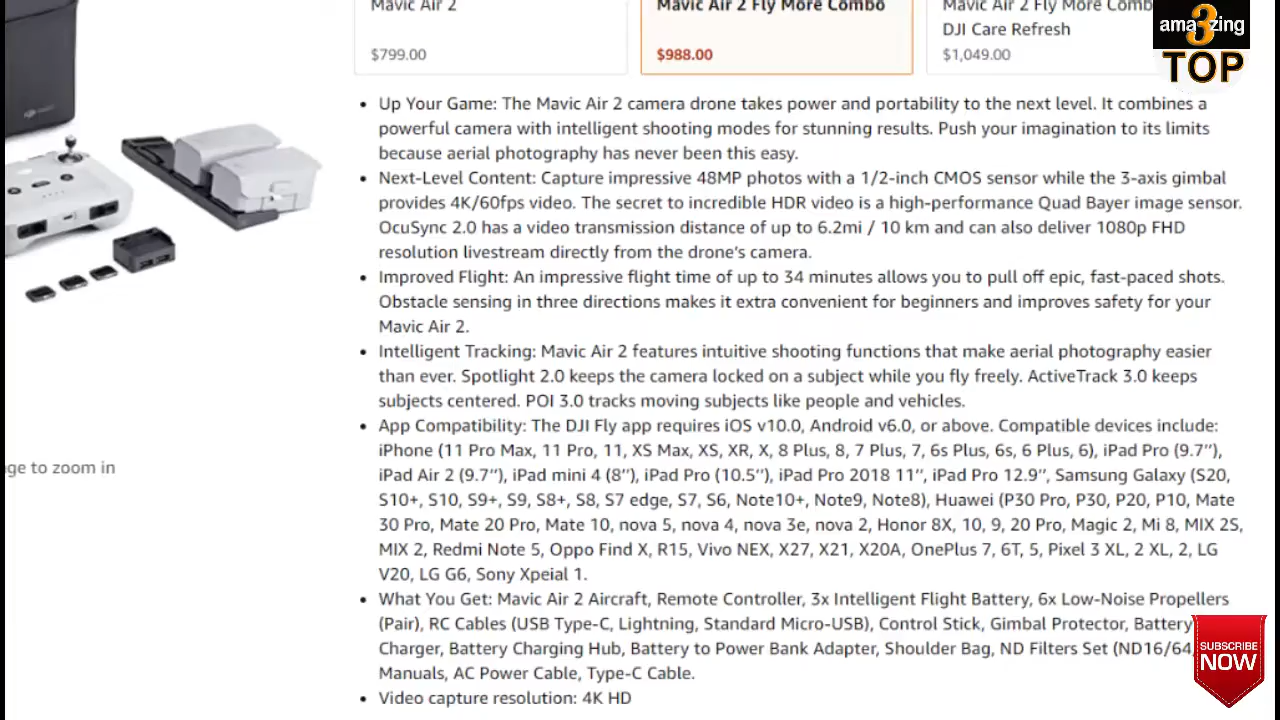 Mavic Air 2
Mavic Air 2 Fly More Combo
Mavic Air 2 Fly More Comb
DJI Care Refresh
$799.00
$988.00
$1,049.00
ama3zing
TOP
• Up Your Game: The Mavic Air 2 camera drone takes power and portability to the next level. It combines a
powerful camera with intelligent shooting modes for stunning results. Push your imagination to its limits
because aerial photography has never been this easy.
• Next-Level Content: Capture impressive 48MP photos with a 1/2-inch CMOS sensor while the 3-axis gimbal
provides 4K/60fps video. The secret to incredible HDR video is a high-performance Quad Bayer image sensor.
OcuSync 2.0 has a video transmission distance of up to 6.2mi / 10 km and can also deliver 1080p FHD
resolution livestream directly from the drone's camera.
• Improved Flight: An impressive flight time of up to 34 minutes allows you to pull off epic, fast-paced shots.
Obstacle sensing in three directions makes it extra convenient for beginners and improves safety for your
Mavic Air 2.
• Intelligent Tracking: Mavic Air 2 features intuitive shooting functions that make aerial photography easier
than ever. Spotlight 2.0 keeps the camera locked on a subject while you fly freely. ActiveTrack 3.0 keeps
subjects centered. POI 3.0 tracks moving subjects like people and vehicles.
• App Compatibility: The DJI Fly app requires iOS v10.0, Android v6.0, or above. Compatible devices include:
iPhone (11 Pro Max, 11 Pro, 11, XS Max, XS, XR, X, 8 Plus, 8, 7 Plus, 7, 6s Plus, 6s, 6 Plus, 6), iPad Pro (9.7″),
iPad Air 2 (9.7″), iPad mini 4 (8″), iPad Pro (10.5″), iPad Pro 2018 11″, iPad Pro 12.9″, Samsung Galaxy (S20,
S10+, S10, S9+, S9, S8+, S8, S7 edge, S7, S6, Note10+, Note9, Note8), Huawei (P30 Pro, P30, P20, P10, Mate
30 Pro, Mate 20 Pro, Mate 10, nova 5, nova 4, nova 3e, nova 2, Honor 8X, 10, 9, 20 Pro, Magic 2, Mi 8, MIX 2S,
MIX 2, Redmi Note 5, Oppo Find X, R15, Vivo NEX, X27, X21, X20A, OnePlus 7, 6T, 5, Pixel 3 XL, 2 XL, 2, LG
V20, LG G6, Sony Xpeial 1.
ge to zoom in
• What You Get: Mavic Air 2 Aircraft, Remote Controller, 3x Intelligent Flight Battery, 6x Low-Noise Propellers
(Pair), RC Cables (USB Type-C, Lightning, Standard Micro-USB), Control Stick, Gimbal Protector, Battery
Charger, Battery Charging Hub, Battery to Power Bank Adapter, Shoulder Bag, ND Filters Set (ND16/64
Manuals, AC Power Cable, Type-C Cable.
• Video capture resolution: 4K HD
SUBSCRIBE
NOW